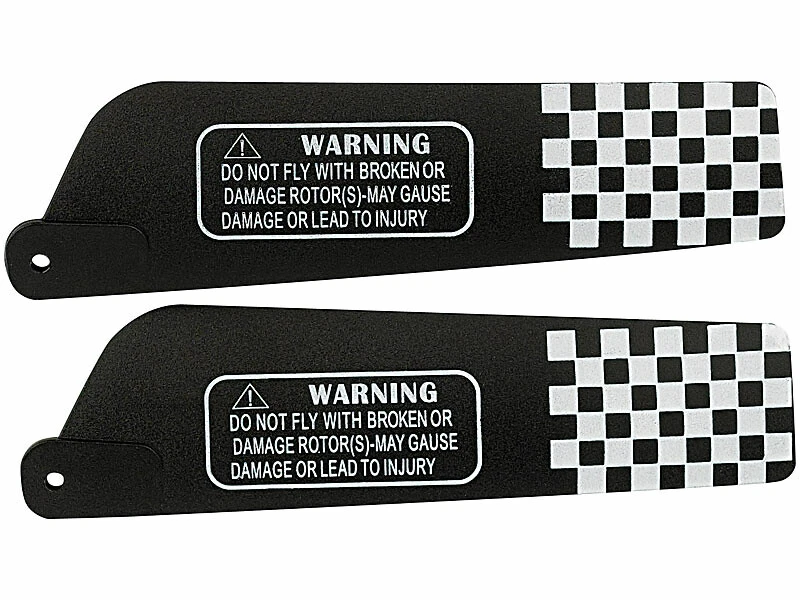 WARNING
DO NOT FLY WITH BROKEN OR
DAMAGE ROTOR(S)-MAY GAUSE
DAMAGE OR LEAD TO INJURY
WARNING
DO NOT FLY WITH BROKEN OR
DAMAGE ROTOR(S)-MAY GAUSE
DAMAGE OR LEAD TO INJURY